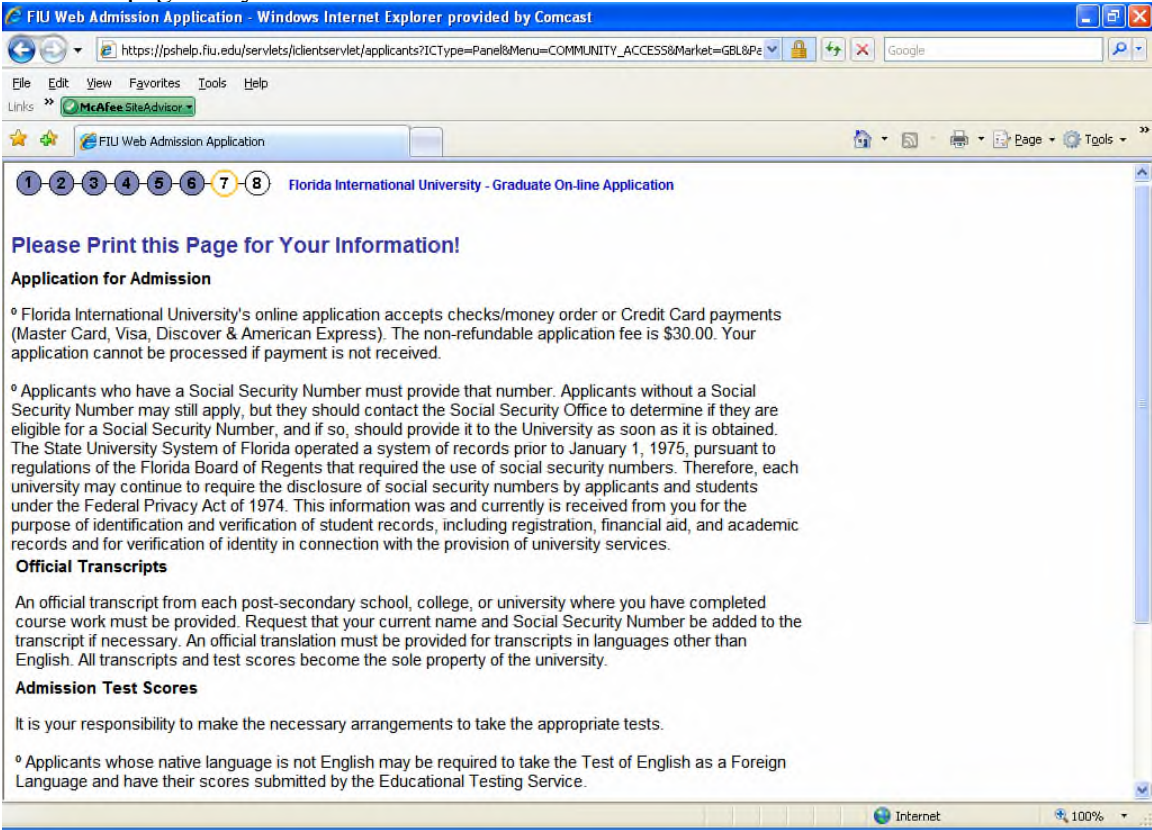 FIU Web Admission Application - Windows Internet Explorer provided by Comcast
https://pshelp.fiu.edu/servlets/iclientservlet/applicants?ICType=Panel&Menu=COMMUNITY_ACCESS&Market=GBL&Pa
Google
File Edit View Favorites Tools Help
Links » McAfee SiteAdvisor
FIU Web Admission Application
Page Tools »
1 2 3 4 5 6 7 8 Florida International University - Graduate On-line Application
Please Print this Page for Your Information!
Application for Admission
º Florida International University's online application accepts checks/money order or Credit Card payments
(Master Card, Visa, Discover & American Express). The non-refundable application fee is $30.00. Your
application cannot be processed if payment is not received.
º Applicants who have a Social Security Number must provide that number. Applicants without a Social
Security Number may still apply, but they should contact the Social Security Office to determine if they are
eligible for a Social Security Number, and if so, should provide it to the University as soon as it is obtained.
The State University System of Florida operated a system of records prior to January 1, 1975, pursuant to
regulations of the Florida Board of Regents that required the use of social security numbers. Therefore, each
university may continue to require the disclosure of social security numbers by applicants and students
under the Federal Privacy Act of 1974. This information was and currently is received from you for the
purpose of identification and verification of student records, including registration, financial aid, and academic
records and for verification of identity in connection with the provision of university services.
Official Transcripts
An official transcript from each post-secondary school, college, or university where you have completed
course work must be provided. Request that your current name and Social Security Number be added to the
transcript if necessary. An official translation must be provided for transcripts in languages other than
English. All transcripts and test scores become the sole property of the university.
Admission Test Scores
It is your responsibility to make the necessary arrangements to take the appropriate tests.
º Applicants whose native language is not English may be required to take the Test of English as a Foreign
Language and have their scores submitted by the Educational Testing Service.
Internet 100%